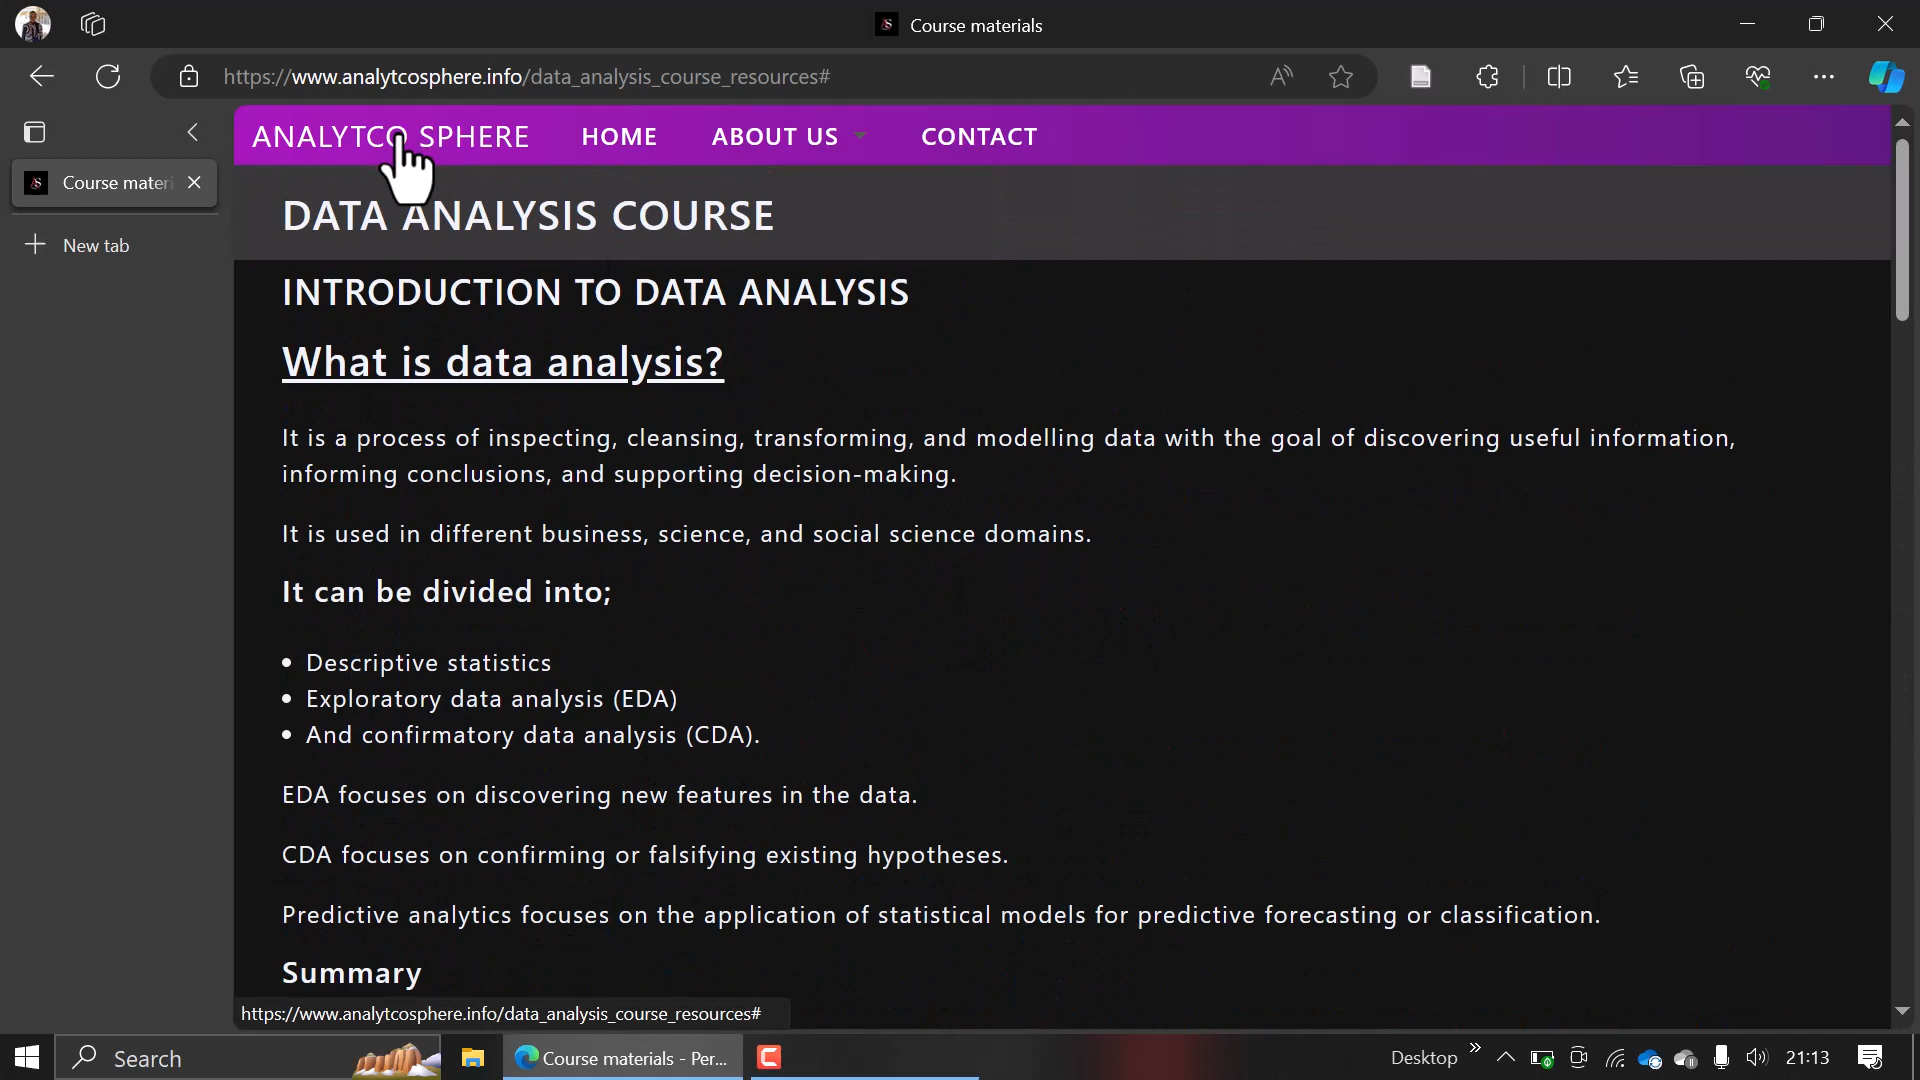 Course materials
https://www.analytcosphere.info/data_analysis_course_resources#
ANALYTCO SPHERE HOME ABOUT US CONTACT
Course materi
New tab
DATA ANALYSIS COURSE
INTRODUCTION TO DATA ANALYSIS
What is data analysis?
It is a process of inspecting, cleansing, transforming, and modelling data with the goal of discovering useful information,
informing conclusions, and supporting decision-making.
It is used in different business, science, and social science domains.
It can be divided into;
• Descriptive statistics
• Exploratory data analysis (EDA)
• And confirmatory data analysis (CDA).
EDA focuses on discovering new features in the data.
CDA focuses on confirming or falsifying existing hypotheses.
Predictive analytics focuses on the application of statistical models for predictive forecasting or classification.
Summary
https://www.analytcosphere.info/data_analysis_course_resources#
Search
Course materials - Per...
Desktop
21:13